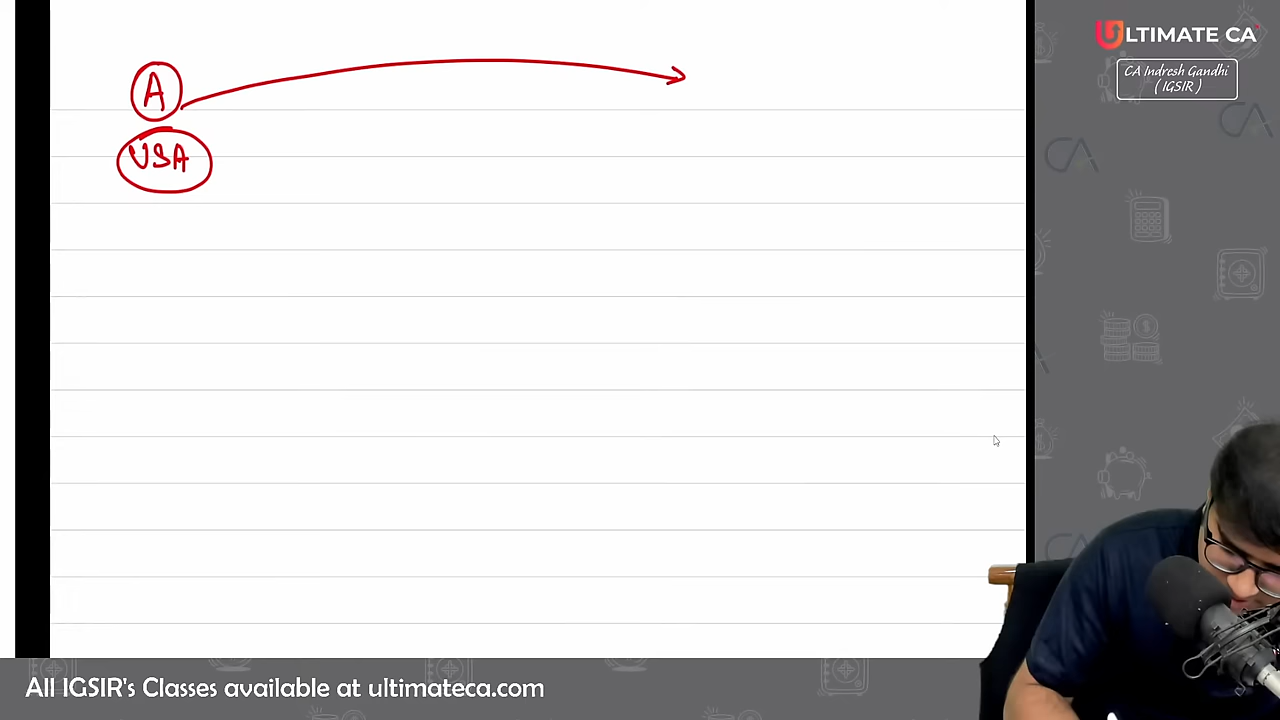 ULTIMATE CA
CA Indresh Gandhi
( IGSIR )
A
USA
All IGSIR's Classes available at ultimateca.com